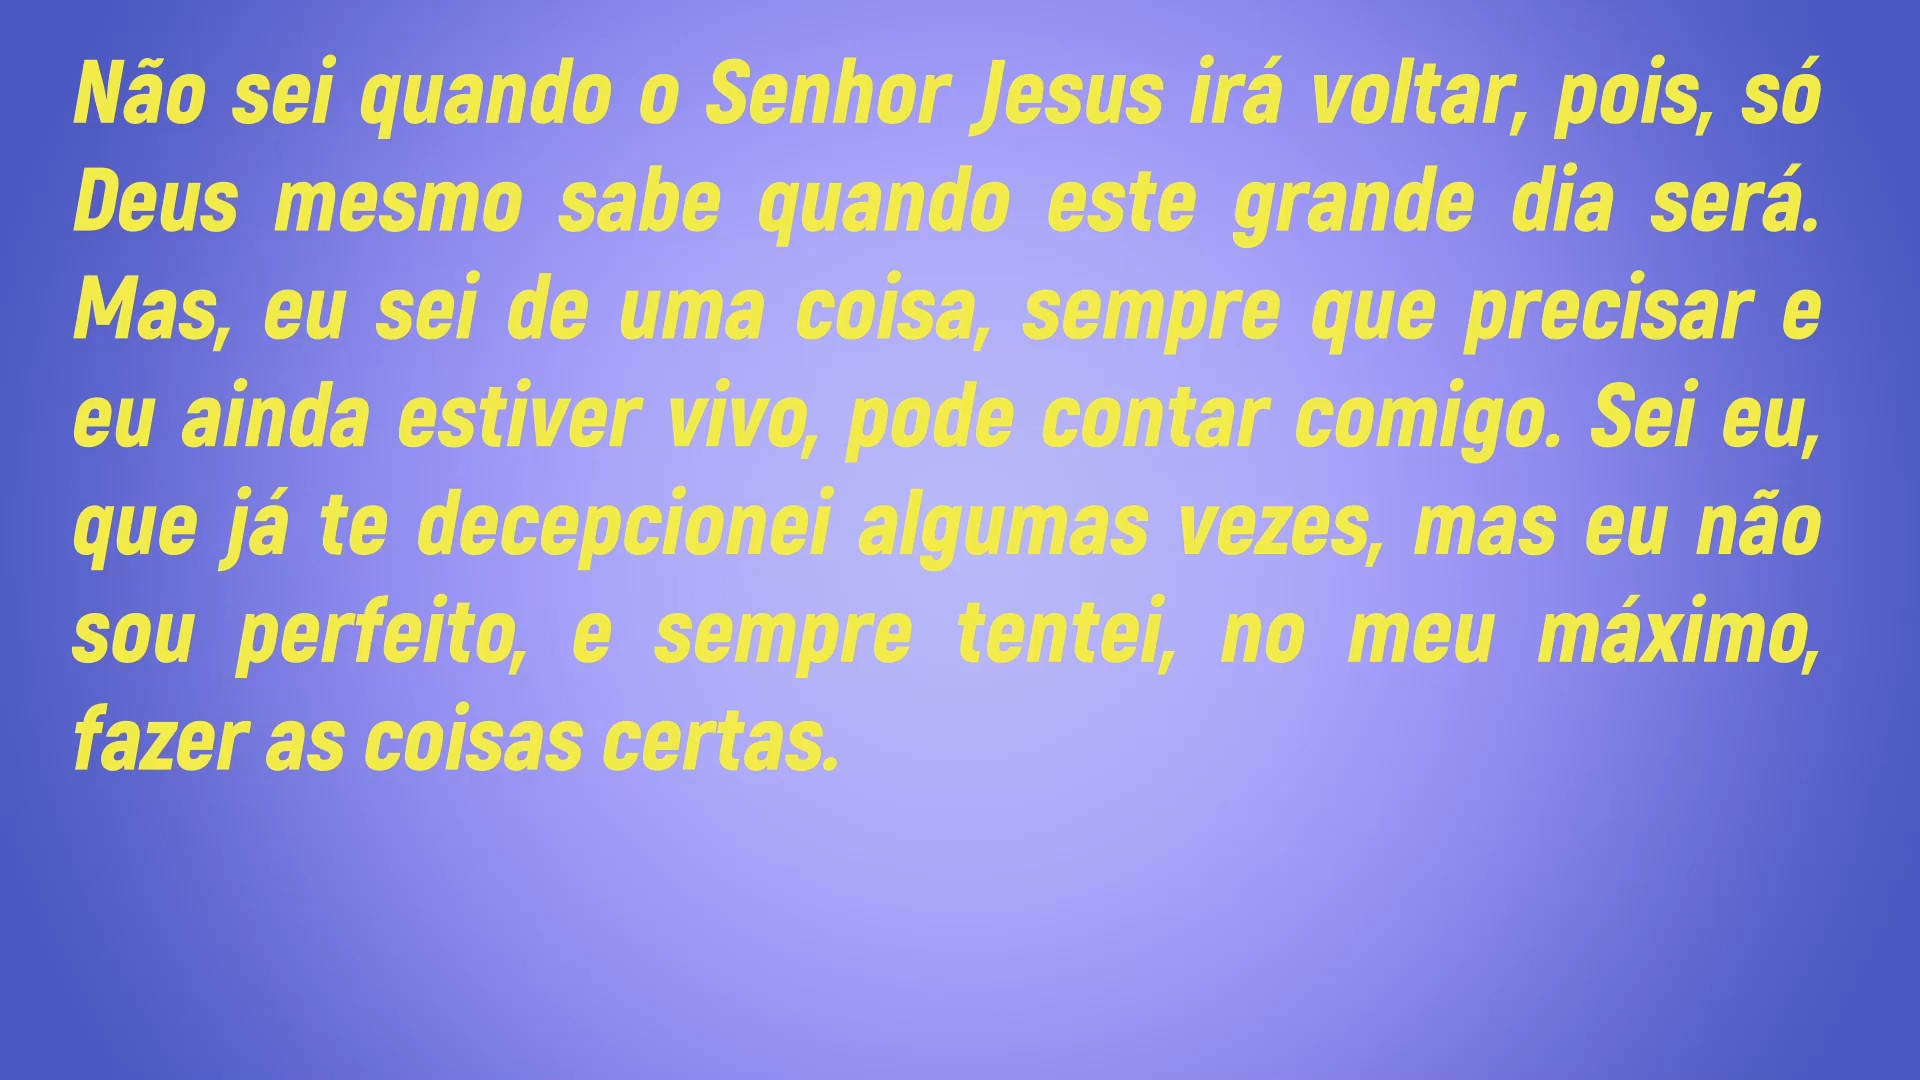 Não sei quando o Senhor Jesus irá voltar, pois, só
Deus mesmo sabe quando este grande dia será.
Mas, eu sei de uma coisa, sempre que precisar e
eu ainda estiver vivo, pode contar comigo. Sei eu,
que já te decepcionei algumas vezes, mas eu não
sou perfeito, e sempre tentei, no meu máximo,
fazer as coisas certas.